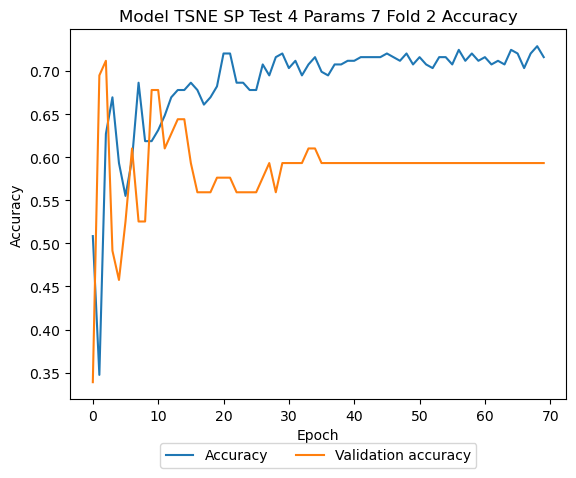 Model TSNE SP Test 4 Params 7 Fold 2 Accuracy
0.70
0.65
0.60
0.55
0.50
0.45
0.40
0.35
Accuracy
0 10 20 30 40 50 60 70
Epoch
Accuracy Validation accuracy